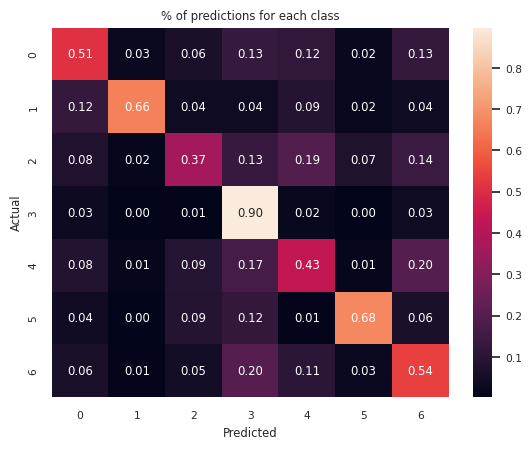 % of predictions for each class
0 0.51 0.03 0.06 0.13 0.12 0.02 0.13
1 0.12 0.66 0.04 0.04 0.09 0.02 0.04
2 0.08 0.02 0.37 0.13 0.19 0.07 0.14
3 0.03 0.00 0.01 0.90 0.02 0.00 0.03
4 0.08 0.01 0.09 0.17 0.43 0.01 0.20
5 0.04 0.00 0.09 0.12 0.01 0.68 0.06
6 0.06 0.01 0.05 0.20 0.11 0.03 0.54
0 1 2 3 4 5 6
Predicted
Actual
0.8
0.7
0.6
0.5
0.4
0.3
0.2
0.1